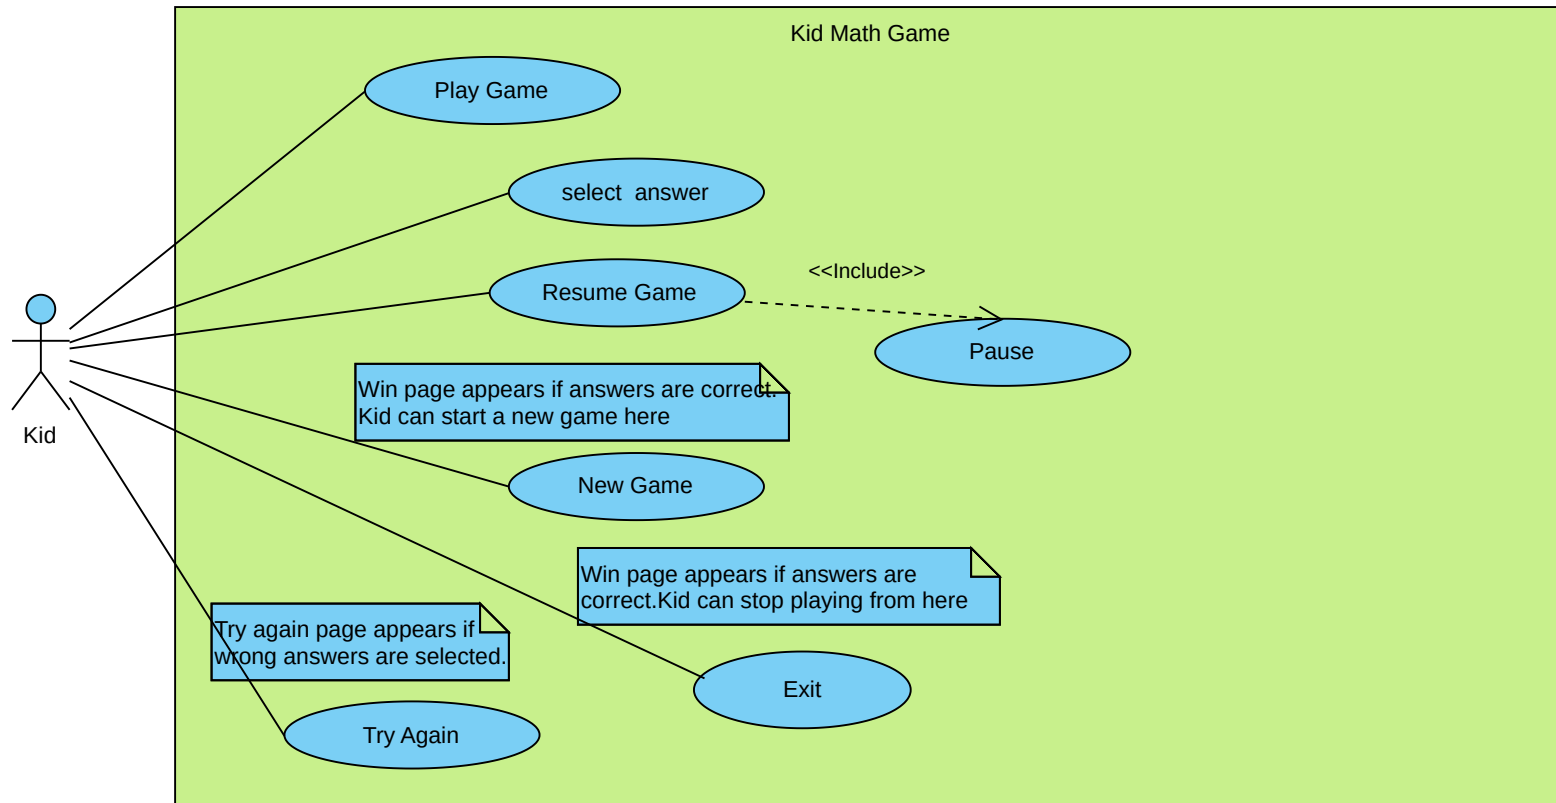 Kid Math Game
Play Game
select  answer
<<Include>>
Resume Game
Pause
Win page appears if answers are correct.
Kid can start a new game here
Kid
New Game
Win page appears if answers are
correct.Kid can stop playing from here
Try again page appears if
wrong answers are selected.
Exit
Try Again